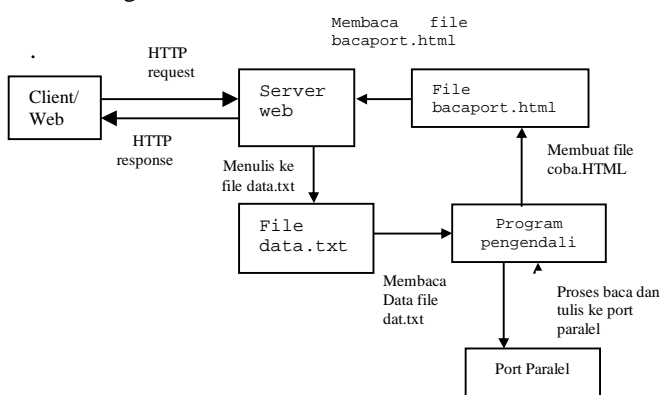 Membaca file
bacaport.html
.
HTTP
request
Client/
Web
Server
web
File
bacaport.html
HTTP
response
Menulis ke
file data.txt
Membuat file
coba.HTML
File
data.txt
Program
pengendali
Membaca
Data file
dat.txt
Proses baca dan
tulis ke port
paralel
Port Paralel